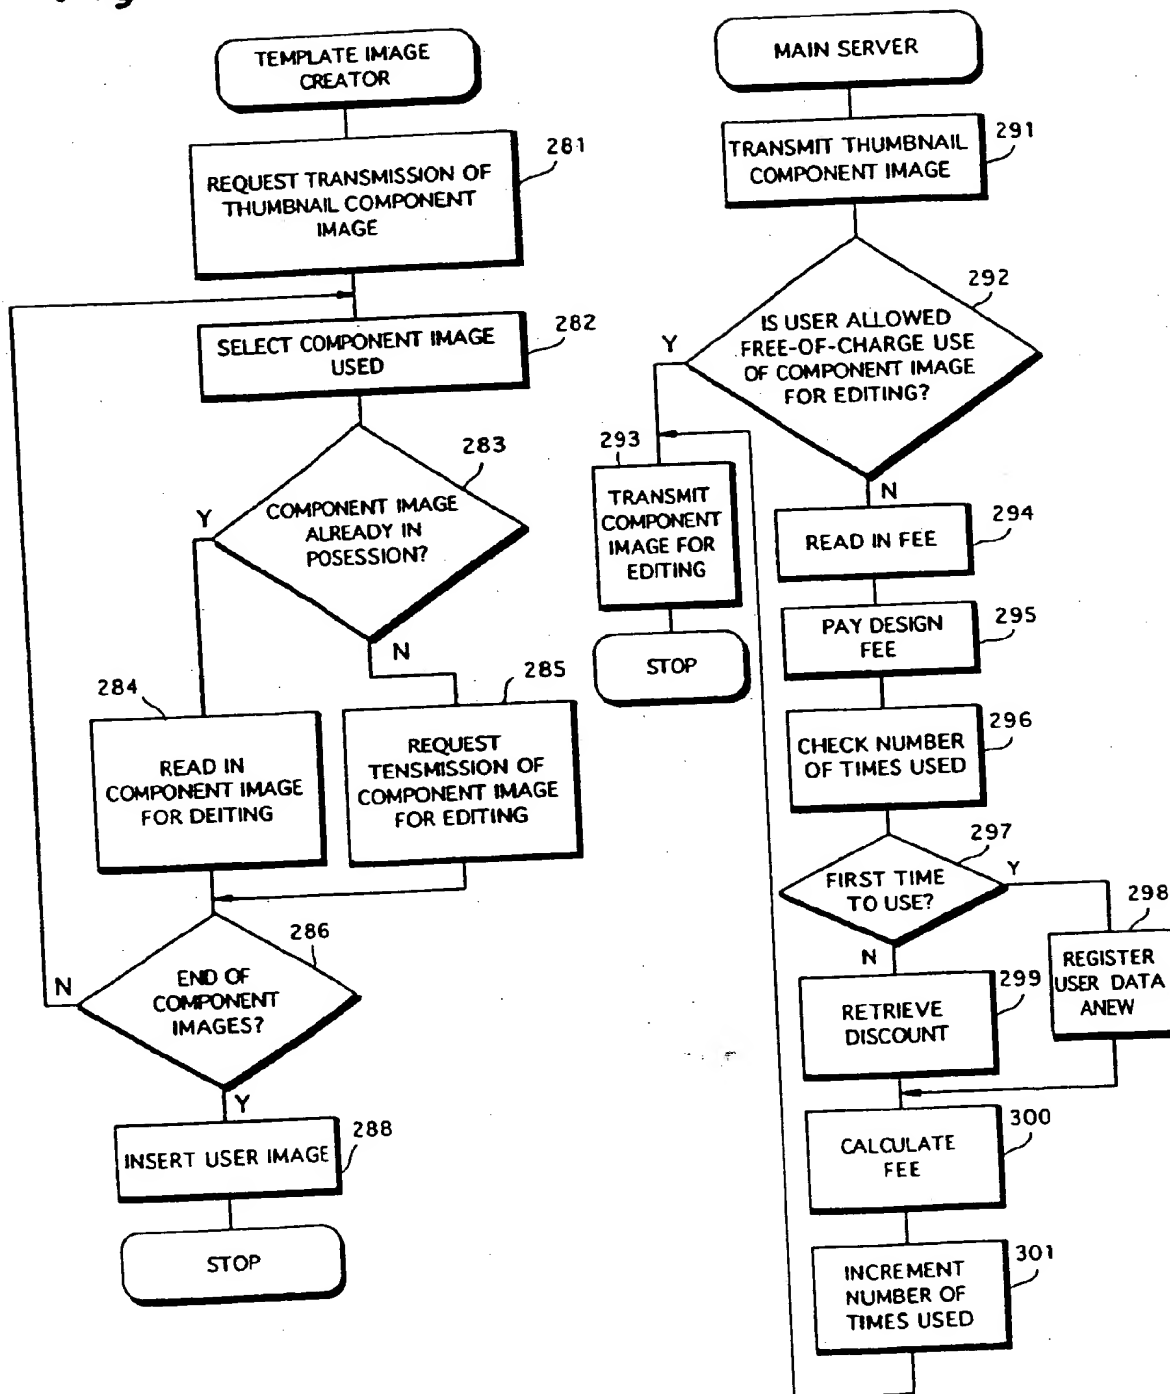 TEMPLATE IMAGE
CREATOR
281
REQUEST TRANSMISSION OF
THUMBNAIL COMPONENT
IMAGE
282
SELECT COMPONENT IMAGE
USED
283
COMPONENT IMAGE
ALREADY IN
POSESSION?
Y
N
284
READ IN
COMPONENT IMAGE
FOR DEITING
285
REQUEST
TENSMISSION OF
COMPONENT IMAGE
FOR EDITING
286
END OF
COMPONENT
IMAGES?
N
Y
288
INSERT USER IMAGE
STOP
MAIN SERVER
291
TRANSMIT THUMBNAIL
COMPONENT IMAGE
292
IS USER ALLOWED
FREE-OF-CHARGE USE
OF COMPONENT IMAGE
FOR EDITING?
Y
N
293
TRANSMIT
COMPONENT
IMAGE FOR
EDITING
STOP
294
READ IN FEE
295
PAY DESIGN
FEE
296
CHECK NUMBER
OF TIMES USED
297
FIRST TIME
TO USE?
Y
N
298
REGISTER
USER DATA
ANEW
299
RETRIEVE
DISCOUNT
300
CALCULATE
FEE
301
INCREMENT
NUMBER OF
TIMES USED